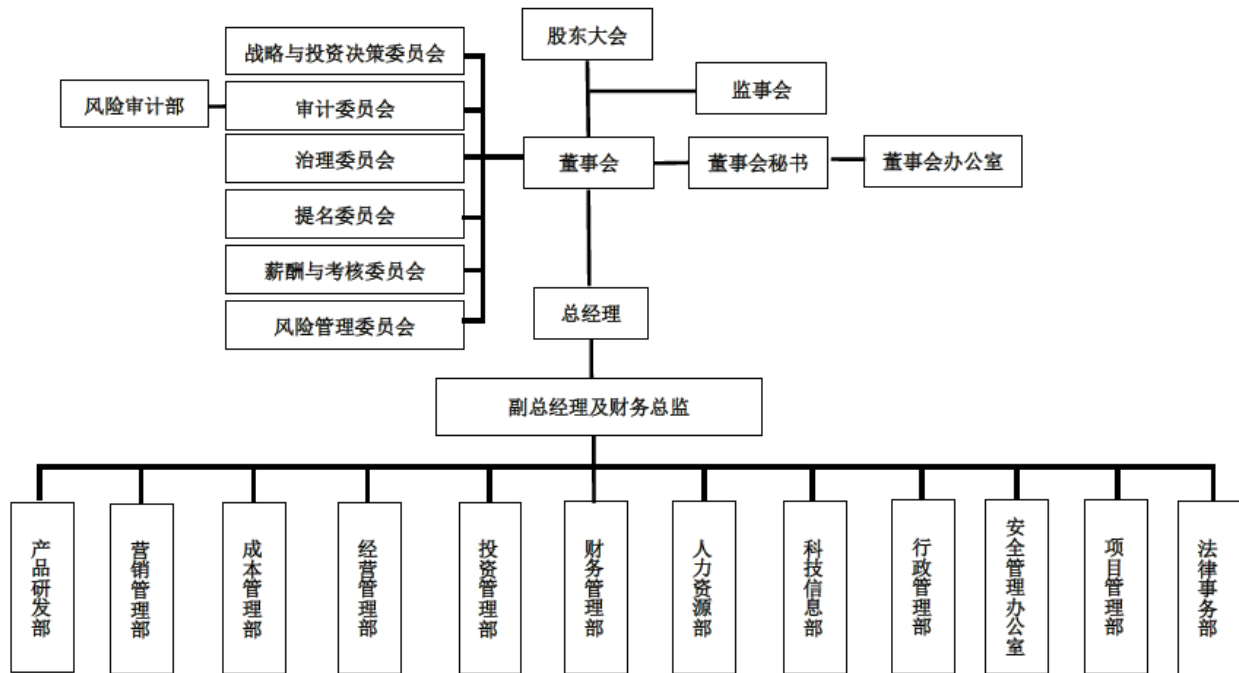 股东大会
战略与投资决策委员会
监事会
风险审计部
审计委员会
治理委员会
董事会
董事会秘书
董事会办公室
提名委员会
薪酬与考核委员会
总经理
风险管理委员会
副总经理及财务总监
产品研发部
营销管理部
成本管理部
经营管理部
投资管理部
财务管理部
人力资源部
科技信息部
行政管理部
安全管理办公室
项目管理部
法律事务部